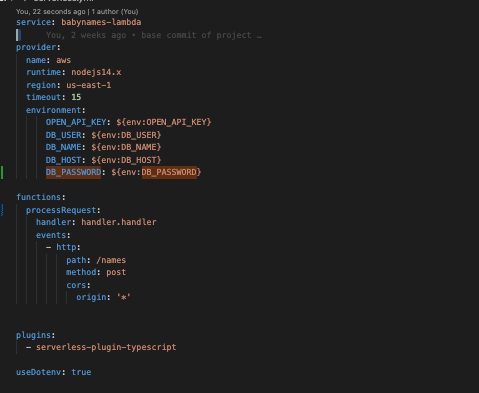 You, 22 seconds ago | 1 author (You)
service: babynames-lambda
You, 2 weeks ago • base commit of project …
provider:
  name: aws
  runtime: nodejs14.x
  region: us-east-1
  timeout: 15
  environment:
      OPEN_API_KEY: ${env:OPEN_API_KEY}
      DB_USER: ${env:DB_USER}
      DB_NAME: ${env:DB_NAME}
      DB_HOST: ${env:DB_HOST}
      DB_PASSWORD: ${env:DB_PASSWORD}
functions:
  processRequest:
    handler: handler.handler
    events:
      - http:
          path: /names
          method: post
          cors:
            origin: '*'
plugins:
  - serverless-plugin-typescript
useDotenv: true